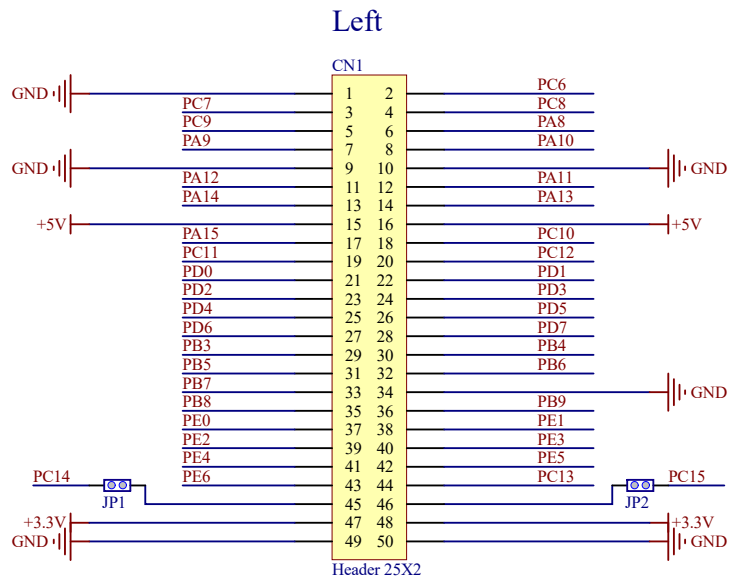 Left
CN1
GND 1 2 PC6
PC7 3 4 PC8
PC9 5 6 PA8
PA9 7 8 PA10
GND 9 10 GND
PA12 11 12 PA11
PA14 13 14 PA13
+5V 15 16 +5V
PA15 17 18 PC10
PC11 19 20 PC12
PD0 21 22 PD1
PD2 23 24 PD3
PD4 25 26 PD5
PD6 27 28 PD7
PB3 29 30 PB4
PB5 31 32 PB6
PB7 33 34 GND
PB8 35 36 PB9
PE0 37 38 PE1
PE2 39 40 PE3
PE4 41 42 PE5
PC14 PE6 43 44 PC13 PC15
JP1 45 46 JP2
+3.3V 47 48 +3.3V
GND 49 50 GND
Header 25X2